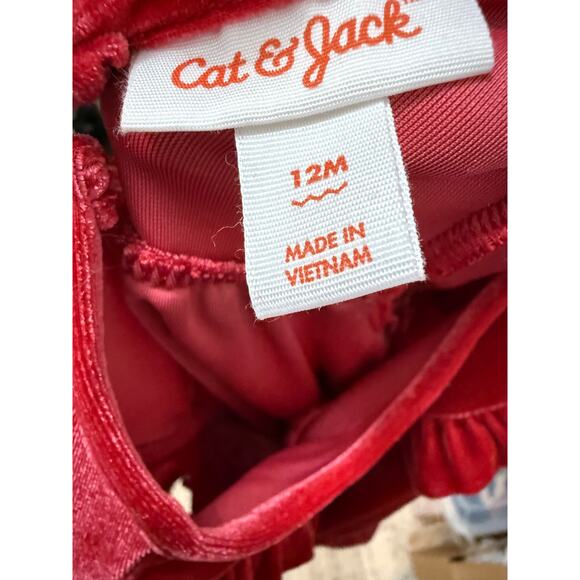 Cat & Jack
12M
MADE IN
VIETNAM